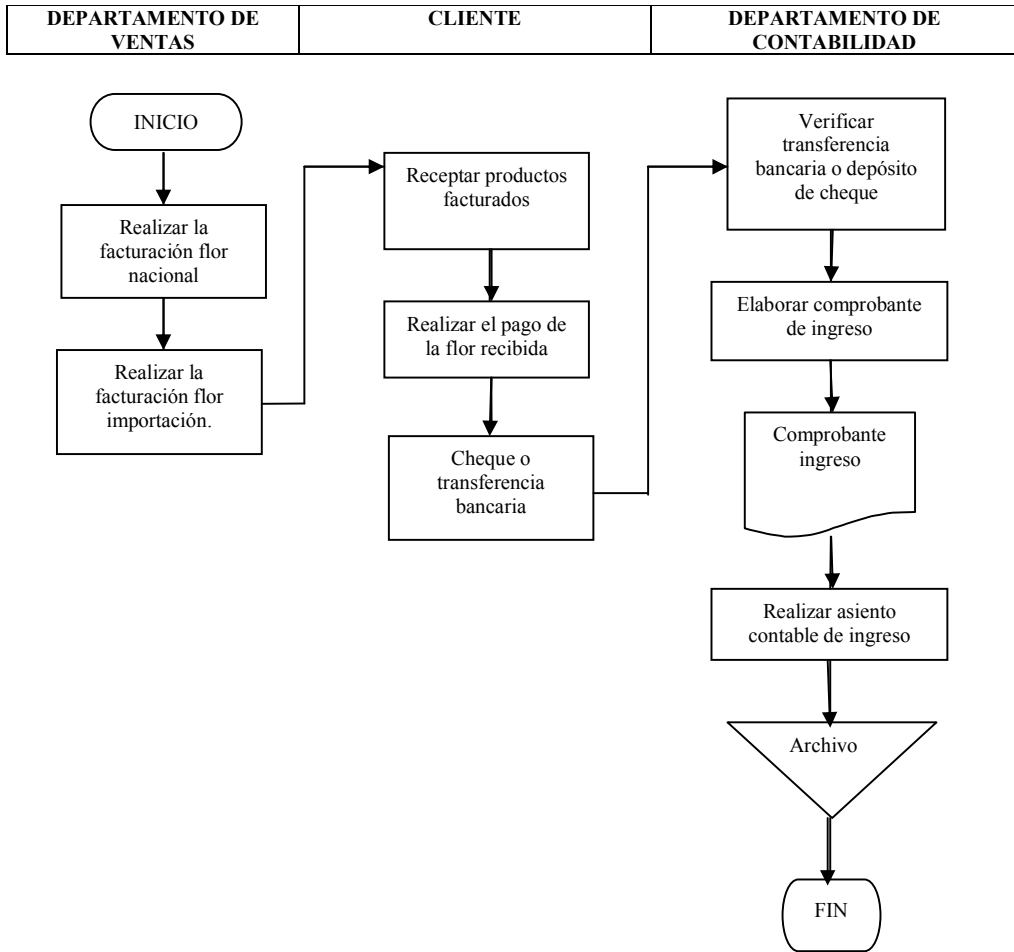 DEPARTAMENTO DE
VENTAS
CLIENTE
DEPARTAMENTO DE
CONTABILIDAD
INICIO
Realizar la
facturación flor
nacional
Realizar la
facturación flor
importación.
Receptar productos
facturados
Realizar el pago de
la flor recibida
Cheque o
transferencia
bancaria
Verificar
transferencia
bancaria o depósito
de cheque
Elaborar comprobante
de ingreso
Comprobante
ingreso
Realizar asiento
contable de ingreso
Archivo
FIN